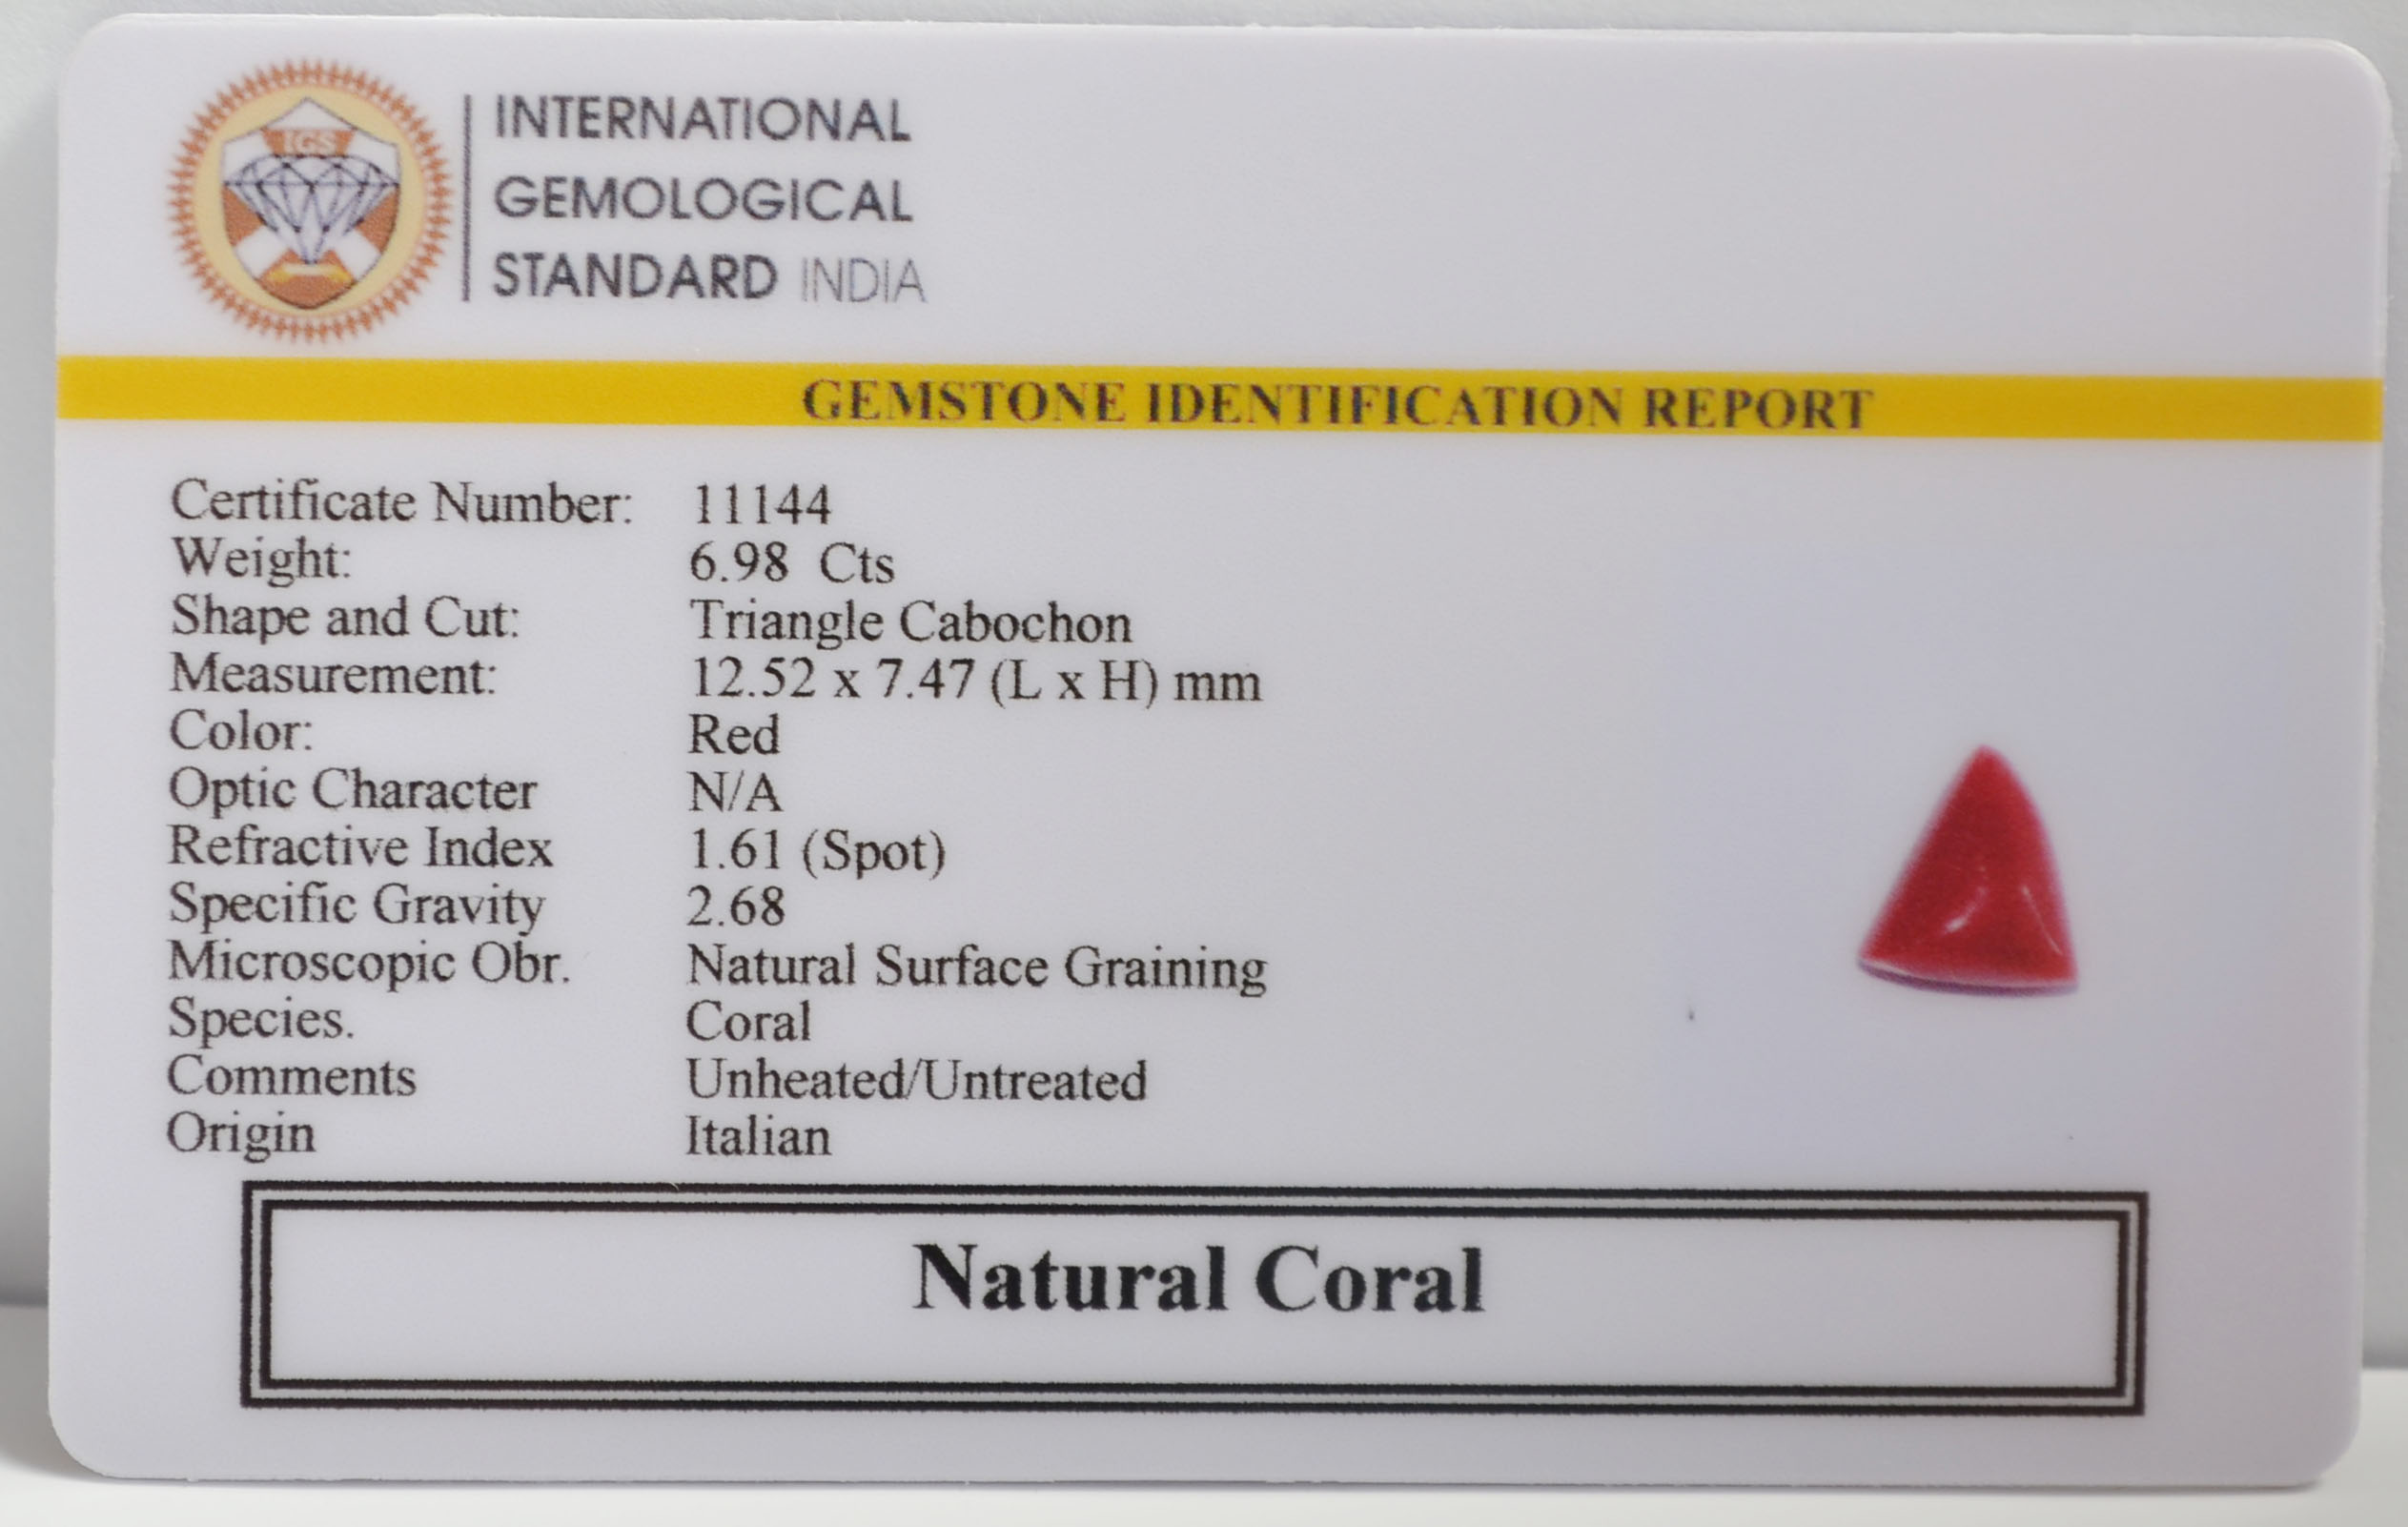 IGS
INTERNATIONAL
GEMOLOGICAL
STANDARD INDIA
GEMSTONE IDENTIFICATION REPORT
Certificate Number: 11144
Weight: 6.98 Cts
Shape and Cut: Triangle Cabochon
Measurement: 12.52 x 7.47 (L x H) mm
Color: Red
Optic Character N/A
Refractive Index 1.61 (Spot)
Specific Gravity 2.68
Microscopic Obr. Natural Surface Graining
Species. Coral
Comments Unheated/Untreated
Origin Italian
Natural Coral